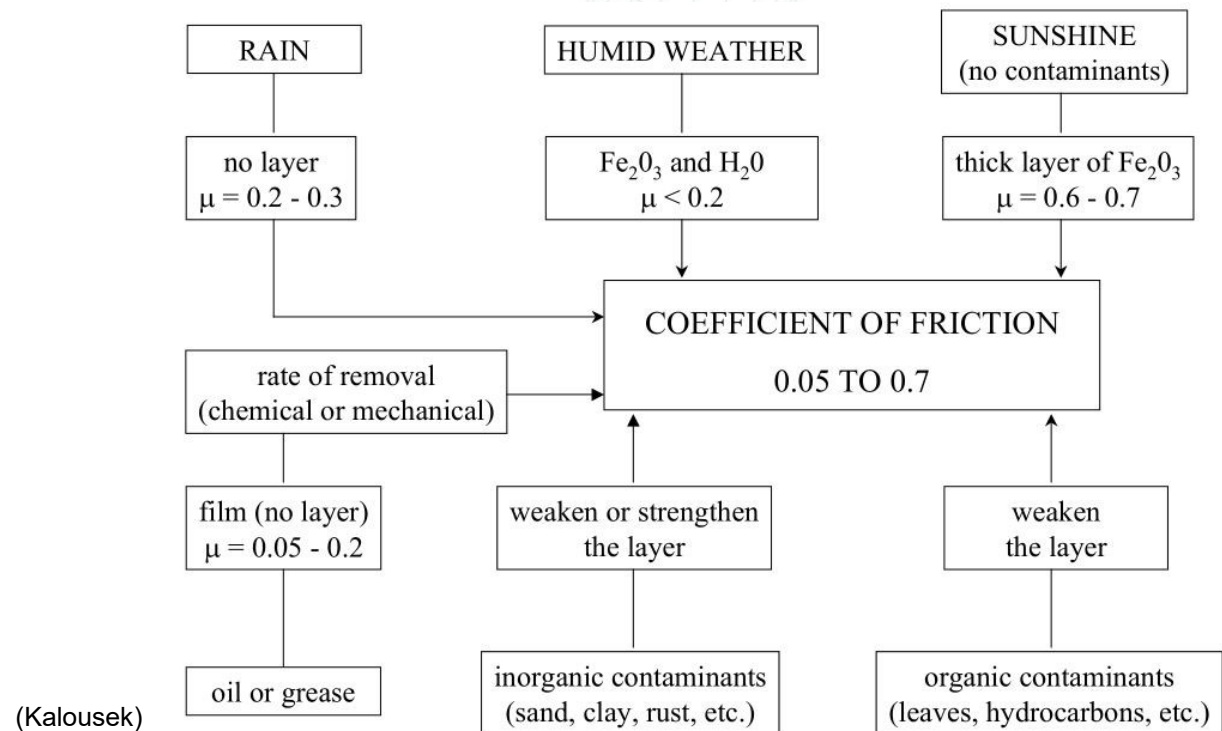 RAIN
HUMID WEATHER
SUNSHINE
(no contaminants)
no layer
μ = 0.2 - 0.3
Fe₂0₃ and H₂0
μ < 0.2
thick layer of Fe₂0₃
μ = 0.6 - 0.7
COEFFICIENT OF FRICTION
0.05 TO 0.7
rate of removal
(chemical or mechanical)
film (no layer)
μ = 0.05 - 0.2
weaken or strengthen
the layer
weaken
the layer
oil or grease
inorganic contaminants
(sand, clay, rust, etc.)
organic contaminants
(leaves, hydrocarbons, etc.)
(Kalousek)